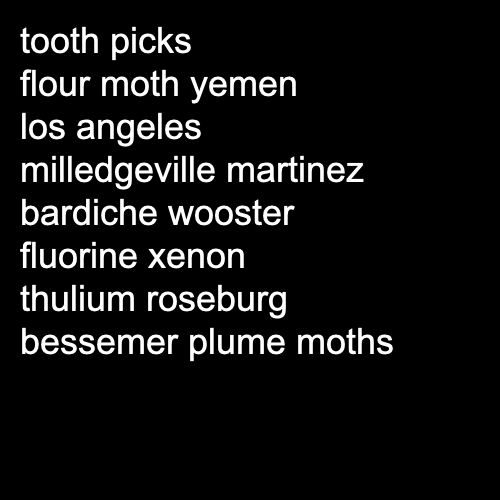 tooth picks
flour moth yemen
los angeles
milledgeville martinez
bardiche wooster
fluorine xenon
thulium roseburg
bessemer plume moths